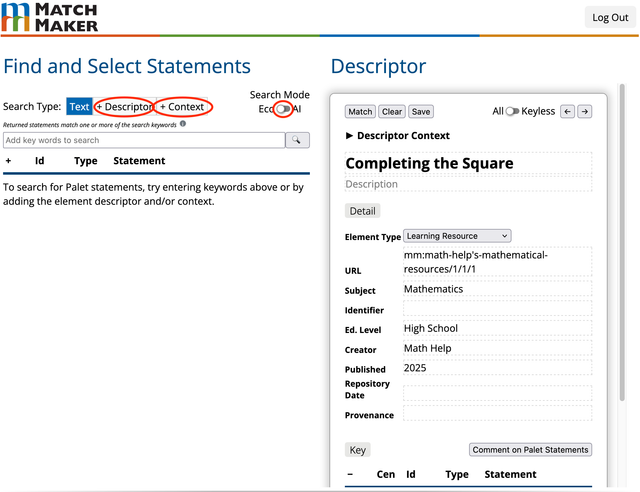 MATCH
MAKER
Log Out
Find and Select Statements
Search Mode
Search Type: Text + Descriptor + Context Eco AI
Returned statements match one or more of the search keywords
Add key words to search
+ Id Type Statement
To search for Palet statements, try entering keywords above or by
adding the element descriptor and/or context.
Descriptor
Match Clear Save All Keyless ← →
▶ Descriptor Context
Completing the Square
Description
Detail
Element Type Learning Resource
mm:math-help's-mathematical-
URL resources/1/1/1
Subject Mathematics
Identifier
Ed. Level High School
Creator Math Help
Published 2025
Repository
Date
Provenance
Key Comment on Palet Statements
− Cen Id Type Statement